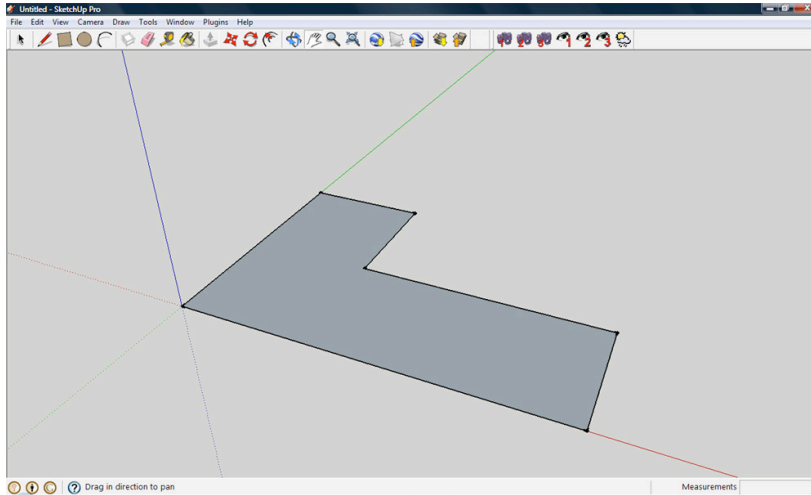 Untitled - SketchUp Pro
File Edit View Camera Draw Tools Window Plugins Help
Drag in direction to pan Measurements